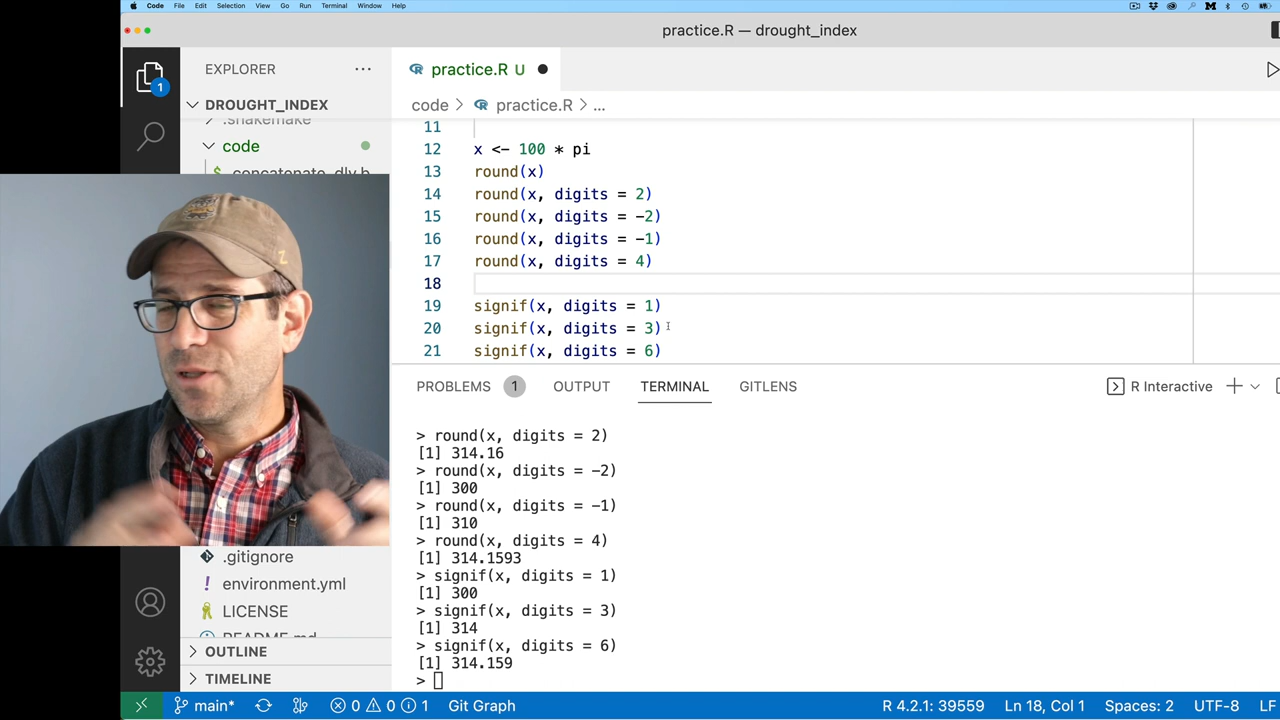 Code File Edit Selection View Go Run Terminal Window Help
practice.R — drought_index
EXPLORER ...
practice.R U
1
DROUGHT_INDEX
code > practice.R > ...
.snakemake
code
concatenate_dly.b
11
12 x <- 100 * pi
13 round(x)
14 round(x, digits = 2)
15 round(x, digits = -2)
16 round(x, digits = -1)
17 round(x, digits = 4)
18
19 signif(x, digits = 1)
20 signif(x, digits = 3)
21 signif(x, digits = 6)
PROBLEMS 1 OUTPUT TERMINAL GITLENS R Interactive
> round(x, digits = 2)
[1] 314.16
> round(x, digits = -2)
[1] 300
> round(x, digits = -1)
[1] 310
> round(x, digits = 4)
[1] 314.1593
> signif(x, digits = 1)
[1] 300
> signif(x, digits = 3)
[1] 314
> signif(x, digits = 6)
[1] 314.159
>
.gitignore
environment.yml
LICENSE
README.md
OUTLINE
TIMELINE
main* 0 0 1 Git Graph R 4.2.1: 39559 Ln 18, Col 1 Spaces: 2 UTF-8 LF